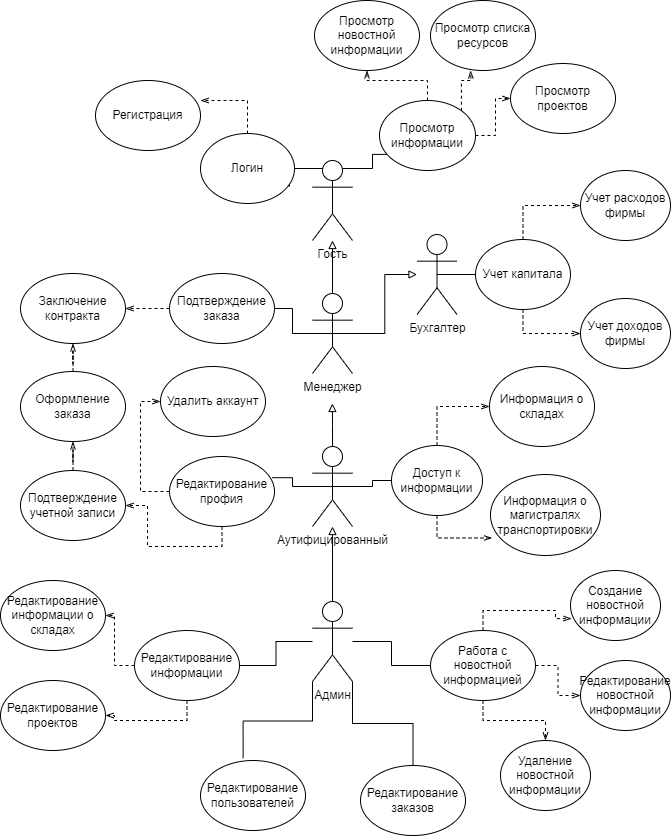 Просмотр
новостной
информации
Просмотр списка
ресурсов
Просмотр
проектов
Регистрация
Просмотр
информации
Логин
Гость
Учет расходов
фирмы
Учет капитала
Бухгалтер
Учет доходов
фирмы
Заключение
контракта
Подтверждение
заказа
Менеджер
Оформление
заказа
Удалить аккаунт
Информация о
складах
Подтверждение
учетной записи
Редактирование
профия
Доступ к
информации
Информация о
магистралях
транспортировки
Аутифицированный
Редактирование
информации о
складах
Редактирование
информации
Создание
новостной
информации
Работа с
новостной
информацией
Редактирование
новостной
информации
Админ
Редактирование
проектов
Удаление
новостной
информации
Редактирование
пользователей
Редактирование
заказов